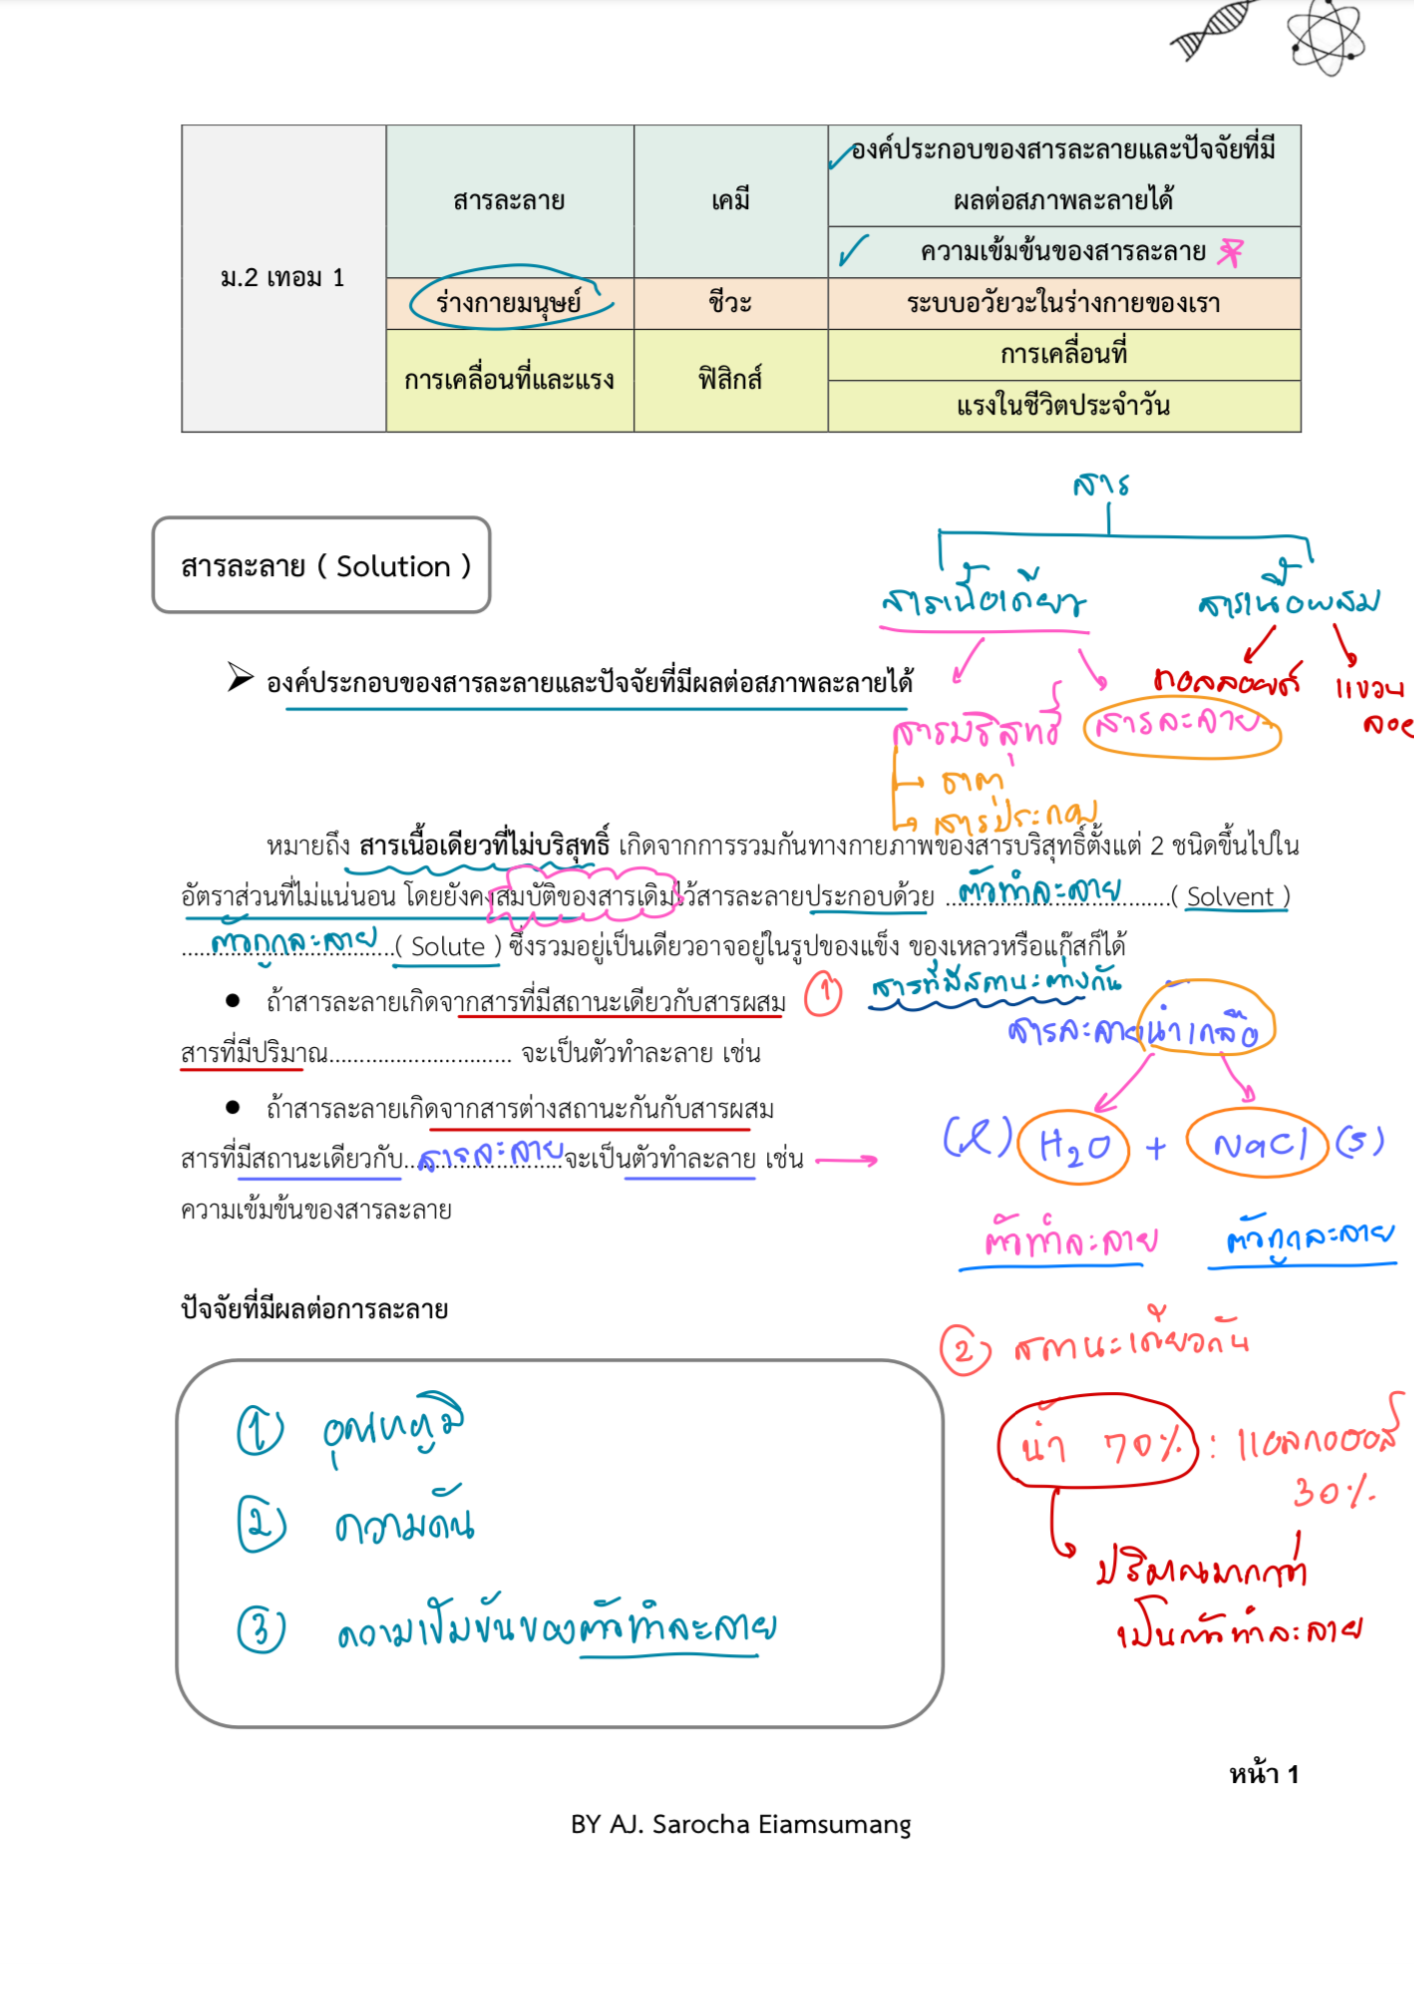 ม.2 เทอม 1
สารละลาย
เคมี
องค์ประกอบของสารละลายและปัจจัยที่มี
ผลต่อสภาพละลายได้
ความเข้มข้นของสารละลาย
ร่างกายมนุษย์
ชีวะ
ระบบอวัยวะในร่างกายของเรา
การเคลื่อนที่และแรง
ฟิสิกส์
การเคลื่อนที่
แรงในชีวิตประจำวัน
สาร
สารละลาย ( Solution )
สารเนื้อเดียว
สารเนื้อผสม
➢ องค์ประกอบของสารละลายและปัจจัยที่มีผลต่อสภาพละลายได้
คอลลอยด์
แขวน
ลอย
สารบริสุทธิ์
สารละลาย
ธาตุ
สารประกอบ
หมายถึง สารเนื้อเดียวที่ไม่บริสุทธิ์ เกิดจากการรวมกันทางกายภาพของสารบริสุทธิ์ตั้งแต่ 2 ชนิดขึ้นไปใน
อัตราส่วนที่ไม่แน่นอน โดยยังคงสมบัติของสารเดิมไว้สารละลายประกอบด้วย ตัวทำละลาย ( Solvent )
ตัวถูกละลาย ( Solute ) ซึ่งรวมอยู่เป็นเดียวอาจอยู่ในรูปของแข็ง ของเหลวหรือแก๊สก็ได้
● ถ้าสารละลายเกิดจากสารที่มีสถานะเดียวกับสารผสม
สารที่มีปริมาณ.............................. จะเป็นตัวทำละลาย เช่น
● ถ้าสารละลายเกิดจากสารต่างสถานะกันกับสารผสม
สารที่มีสถานะเดียวกับ สารละลาย จะเป็นตัวทำละลาย เช่น
ความเข้มข้นของสารละลาย
① สารที่มีสถานะต่างกัน
สารละลายน้ำเกลือ
(l) H₂O + NaCl (s)
ตัวทำละลาย
ตัวถูกละลาย
② สถานะเดียวกัน
น้ำ 70% : แอลกอฮอล์
30%
ปริมาณมากกว่า
เป็นตัวทำละลาย
ปัจจัยที่มีผลต่อการละลาย
① อุณหภูมิ
② ความดัน
③ ความเข้มข้นของตัวทำละลาย
หน้า 1
BY AJ. Sarocha Eiamsumang